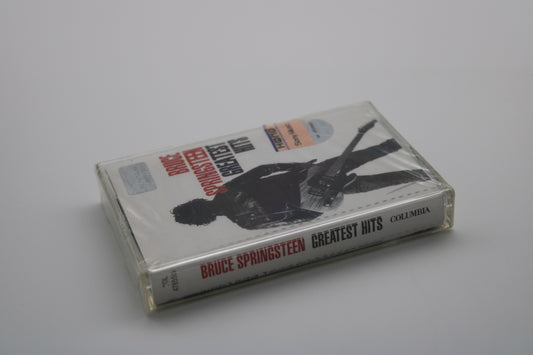 BRUCE
SPRINGSTEEN
GREATEST
HITS
BRUCE SPRINGSTEEN GREATEST HITS COLUMBIA